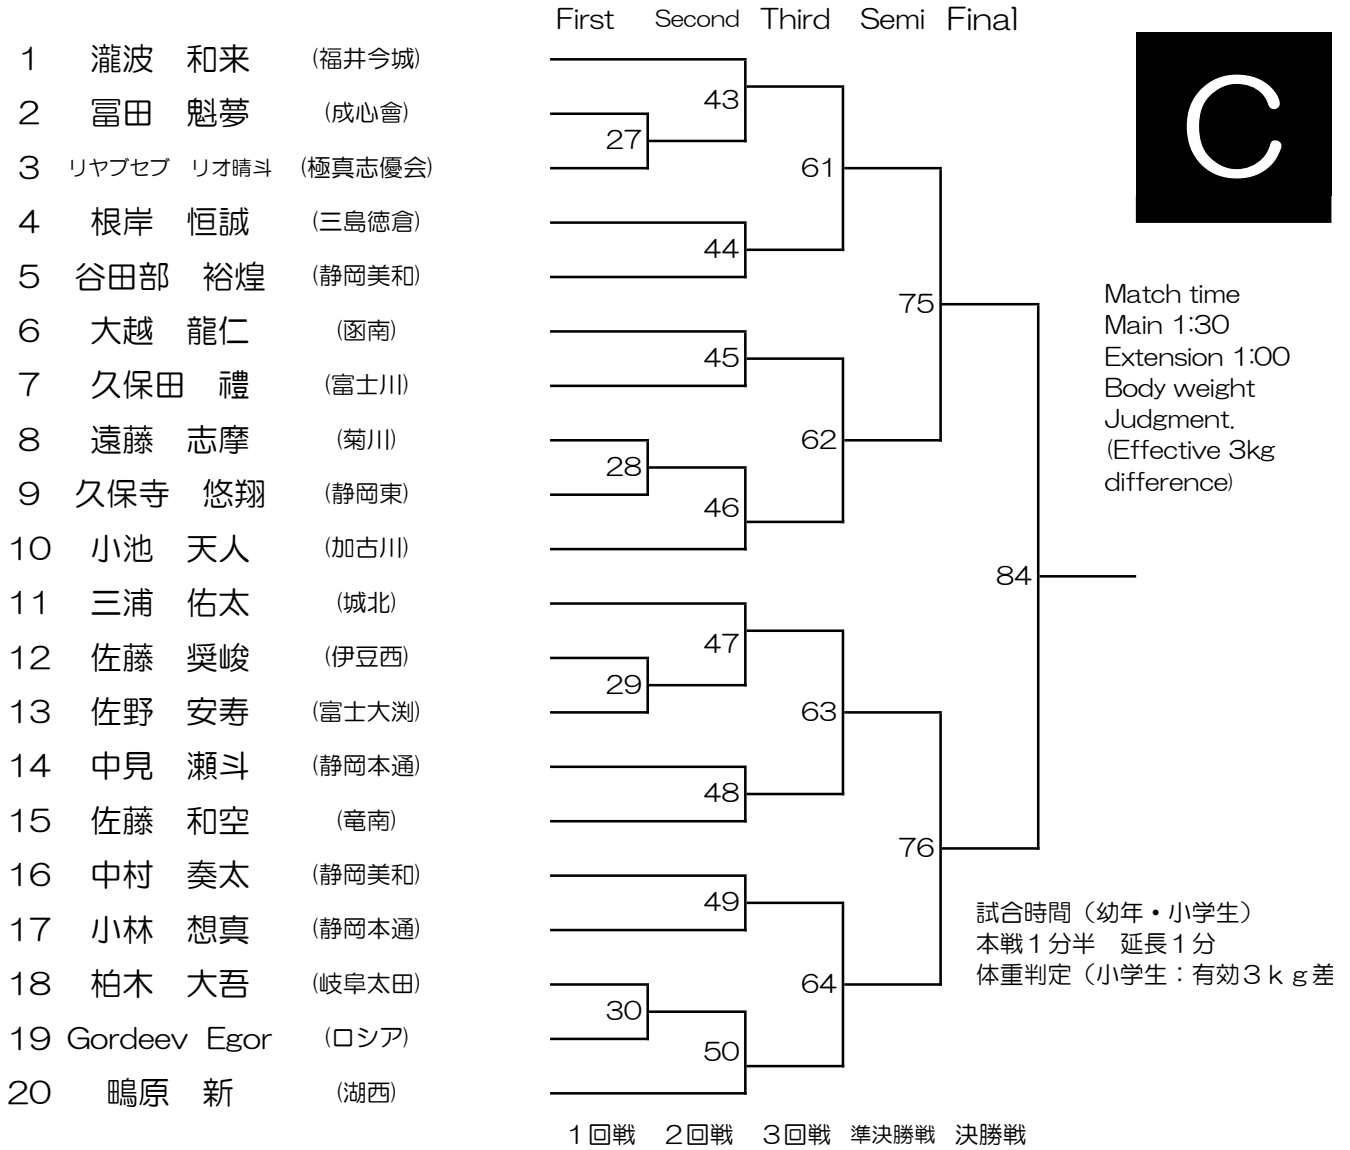 First Second Third Semi Final
C
1 瀧波 和来 (福井今城)
2 冨田 魁夢 (成心會)
3 リヤブセブ リオ晴斗 (極真志優会)
4 根岸 恒誠 (三島徳倉)
5 谷田部 裕煌 (静岡美和)
6 大越 龍仁 (函南)
7 久保田 禮 (富士川)
8 遠藤 志摩 (菊川)
9 久保寺 悠翔 (静岡東)
10 小池 天人 (加古川)
11 三浦 佑太 (城北)
12 佐藤 奨峻 (伊豆西)
13 佐野 安寿 (富士大渕)
14 中見 瀬斗 (静岡本通)
15 佐藤 和空 (竜南)
16 中村 奏太 (静岡美和)
17 小林 想真 (静岡本通)
18 柏木 大吾 (岐阜太田)
19 Gordeev Egor (ロシア)
20 鴫原 新 (湖西)
27
28
29
30
43
44
45
46
47
48
49
50
61
62
63
64
75
76
84
Match time
Main 1:30
Extension 1:00
Body weight
Judgment.
(Effective 3kg
difference)
試合時間（幼年・小学生）
本戦１分半 延長１分
体重判定（小学生：有効３ｋｇ差
１回戦 ２回戦 ３回戦 準決勝戦 決勝戦